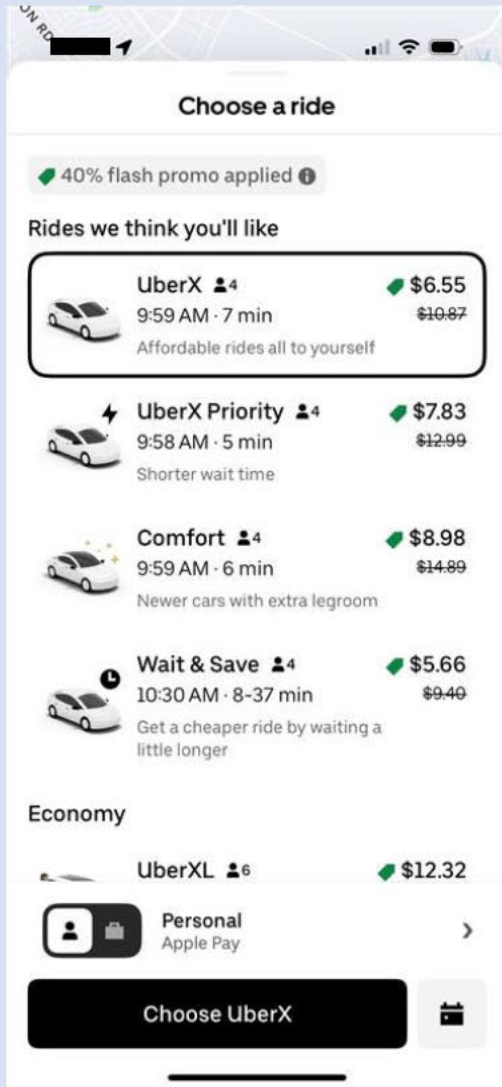 ON RD
Choose a ride
40% flash promo applied
Rides we think you'll like
UberX 4 $6.55
9:59 AM · 7 min $10.87
Affordable rides all to yourself
UberX Priority 4 $7.83
9:58 AM · 5 min $12.99
Shorter wait time
Comfort 4 $8.98
9:59 AM · 6 min $14.89
Newer cars with extra legroom
Wait & Save 4 $5.66
10:30 AM · 8-37 min $9.40
Get a cheaper ride by waiting a
little longer
Economy
UberXL 6 $12.32
Personal
Apple Pay
Choose UberX